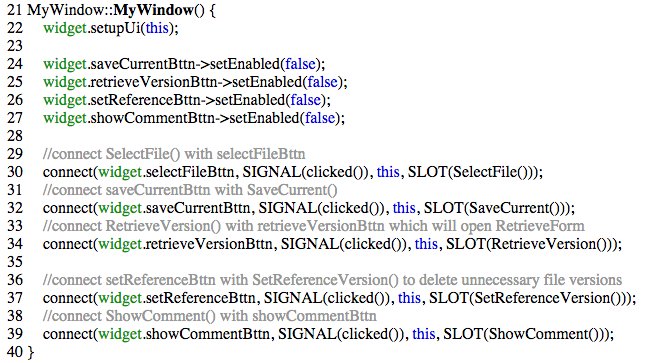 21 MyWindow::MyWindow() {
22 widget.setupUi(this);
23
24 widget.saveCurrentBttn->setEnabled(false);
25 widget.retrieveVersionBttn->setEnabled(false);
26 widget.setReferenceBttn->setEnabled(false);
27 widget.showCommentBttn->setEnabled(false);
28
29 //connect SelectFile() with selectFileBttn
30 connect(widget.selectFileBttn, SIGNAL(clicked()), this, SLOT(SelectFile()));
31 //connect saveCurrentBttn with SaveCurrent()
32 connect(widget.saveCurrentBttn, SIGNAL(clicked()), this, SLOT(SaveCurrent()));
33 //connect RetrieveVersion() with retrieveVersionBttn which will open RetrieveForm
34 connect(widget.retrieveVersionBttn, SIGNAL(clicked()), this, SLOT(RetrieveVersion()));
35
36 //connect setReferenceBttn with SetReferenceVersion() to delete unnecessary file versions
37 connect(widget.setReferenceBttn, SIGNAL(clicked()), this, SLOT(SetReferenceVersion()));
38 //connect ShowComment() with showCommentBttn
39 connect(widget.showCommentBttn, SIGNAL(clicked()), this, SLOT(ShowComment()));
40 }